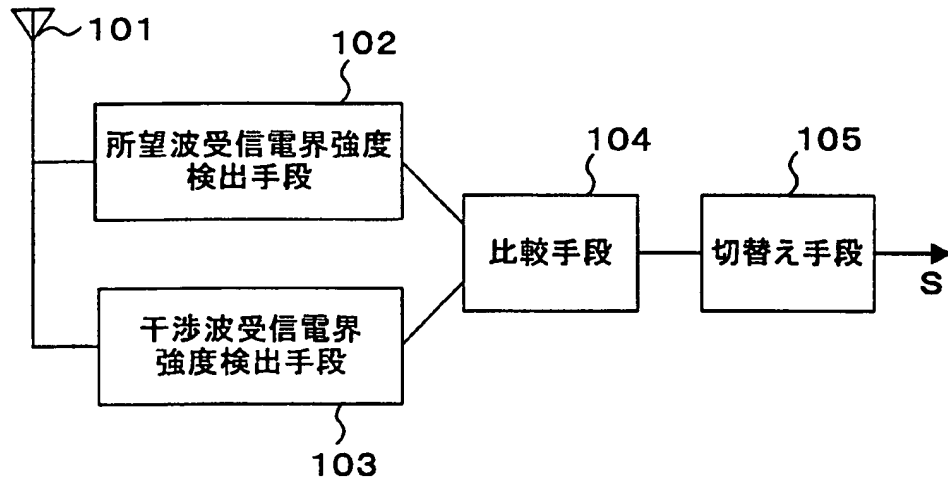 101
102
所望波受信電界強度
検出手段
104
105
比較手段
切替え手段
S
干渉波受信電界
強度検出手段
103